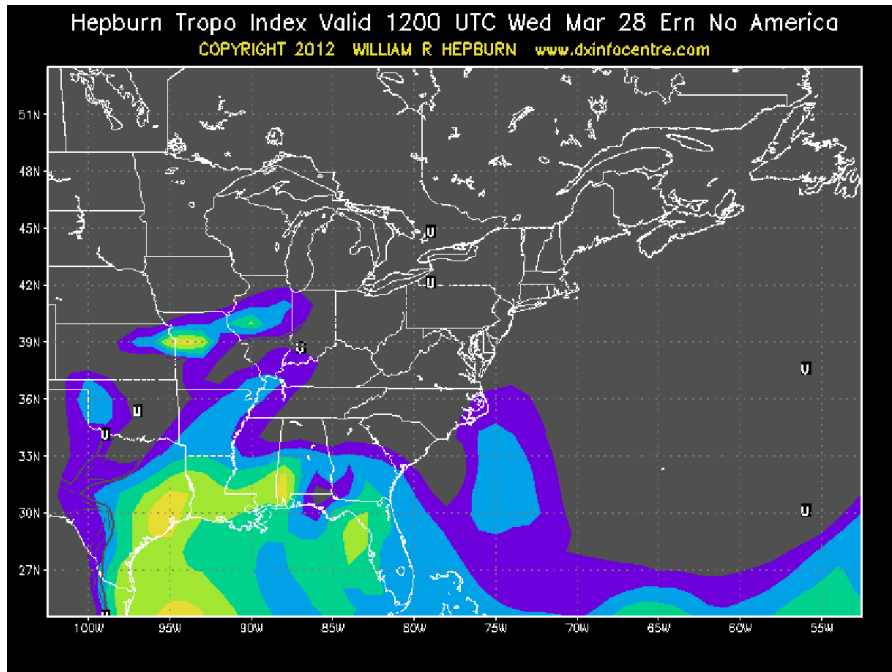 Hepburn Tropo Index Valid 1200 UTC Wed Mar 28 Ern No America
COPYRIGHT 2012 WILLIAM R HEPBURN www.dxinfocentre.com
51N
48N
U
45N
U
42N
39N
U
U
36N
U
U
33N
30N
U
27N
U
100W 95W 90W 85W 80W 75W 70W 65W 60W 55W